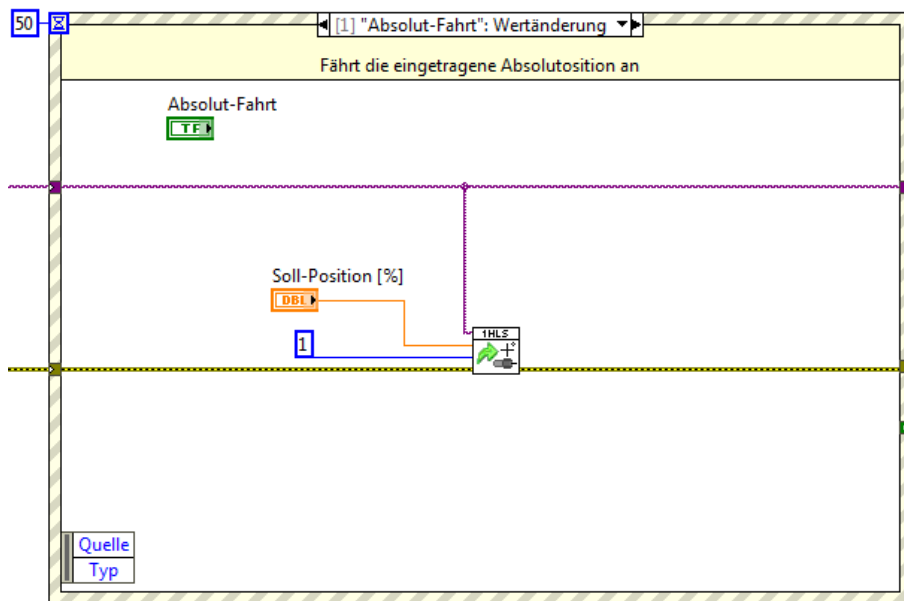 50
[1] "Absolut-Fahrt": Wertänderung
Fährt die eingetragene Absolutosition an
Absolut-Fahrt
TF
Soll-Position [%]
DBL
1HLS
1
Quelle
Typ